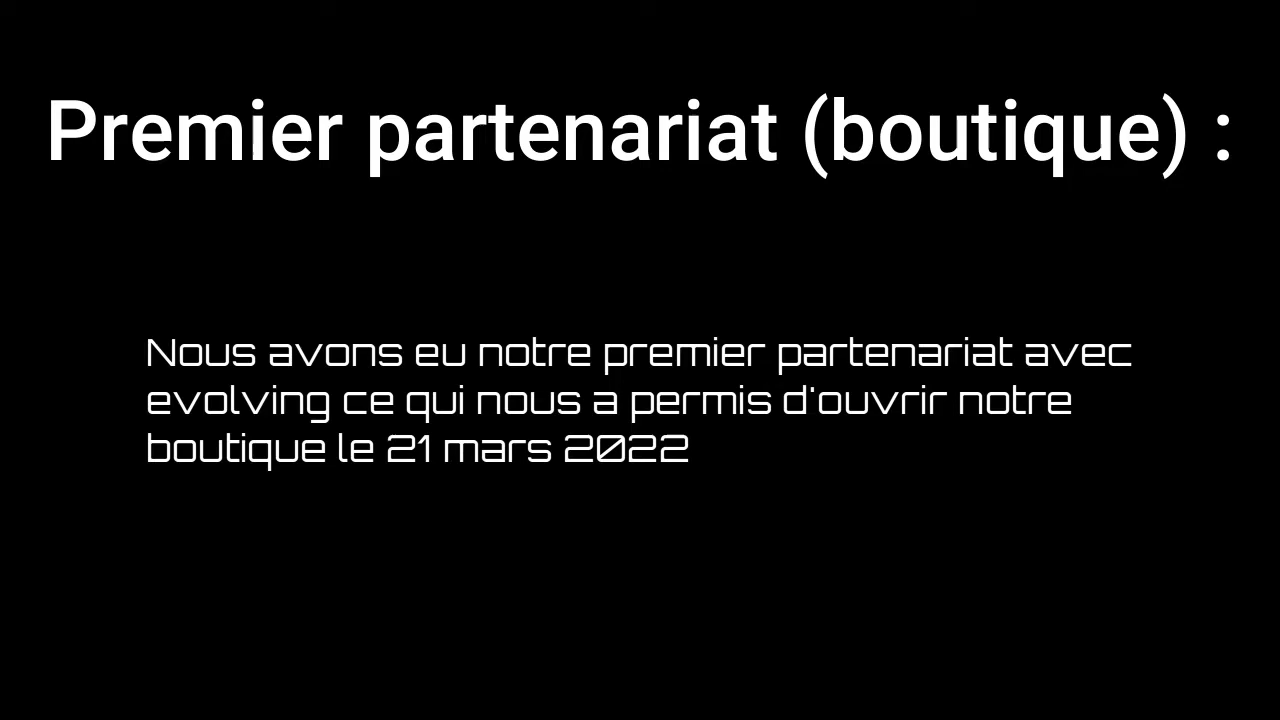 Premier partenariat (boutique) :
Nous avons eu notre premier partenariat avec
evolving ce qui nous a permis d'ouvrir notre
boutique le 21 mars 2022